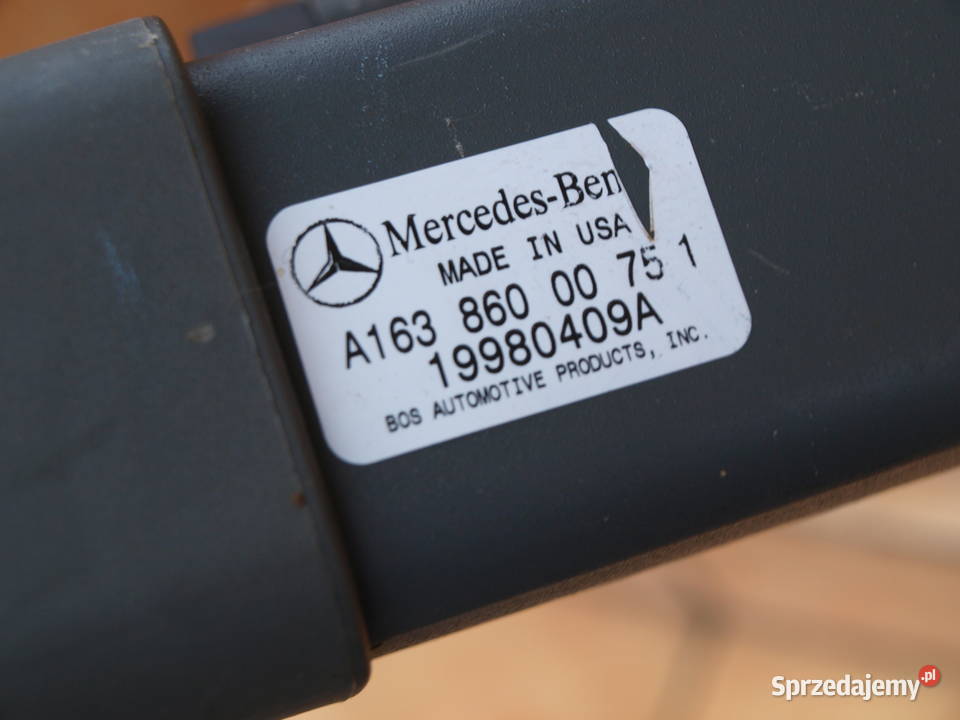 Mercedes-Ben
MADE IN USA
A163 860 00 75 1
19980409A
BOS AUTOMOTIVE PRODUCTS, INC.
Sprzedajemy.pl